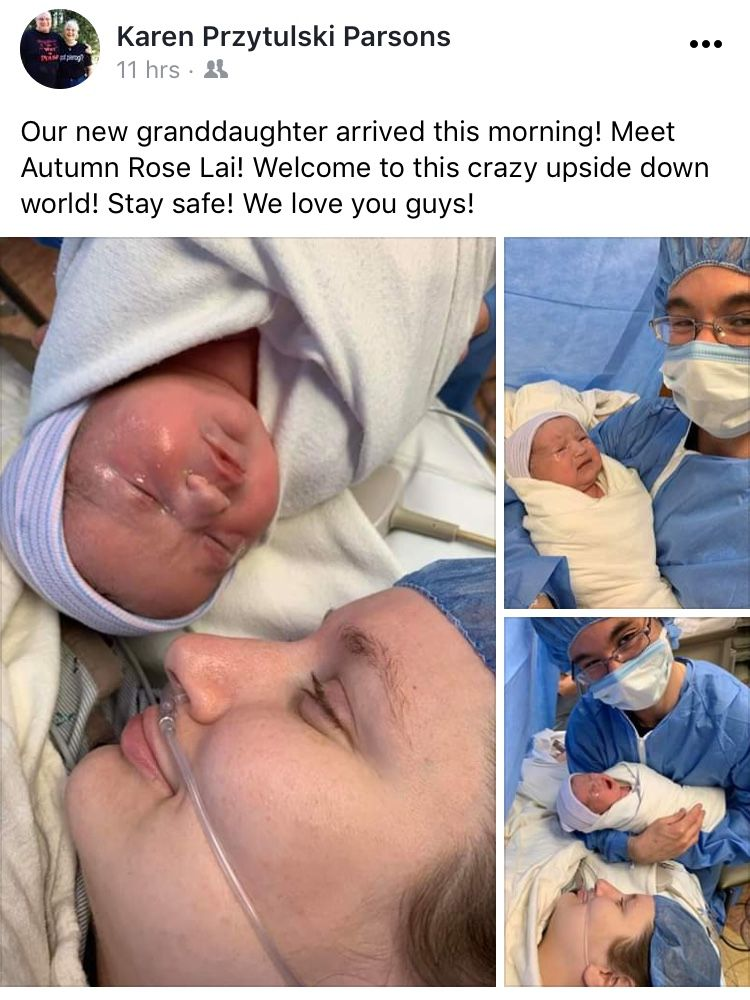 Karen Przytulski Parsons
11 hrs ·
Our new granddaughter arrived this morning! Meet
Autumn Rose Lai! Welcome to this crazy upside down
world! Stay safe! We love you guys!